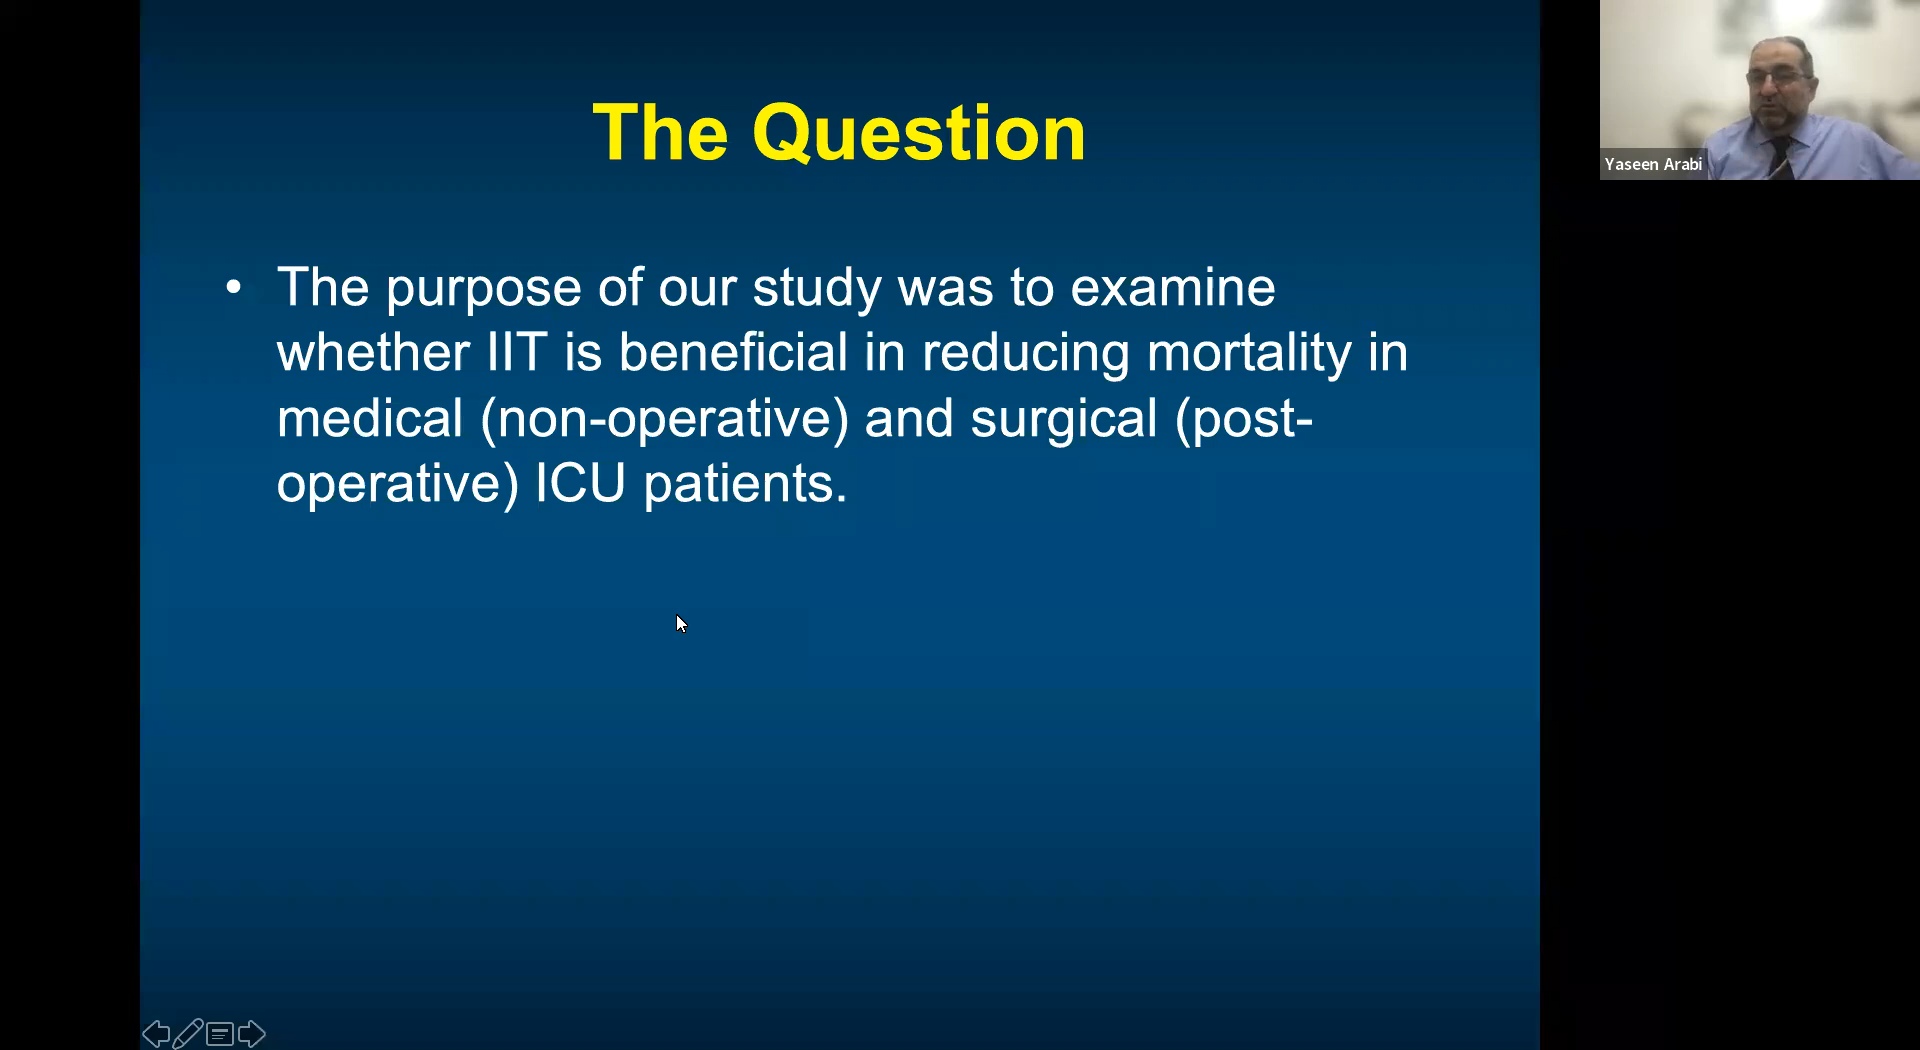 The Question
• The purpose of our study was to examine
whether IIT is beneficial in reducing mortality in
medical (non-operative) and surgical (post-
operative) ICU patients.
Yaseen Arabi